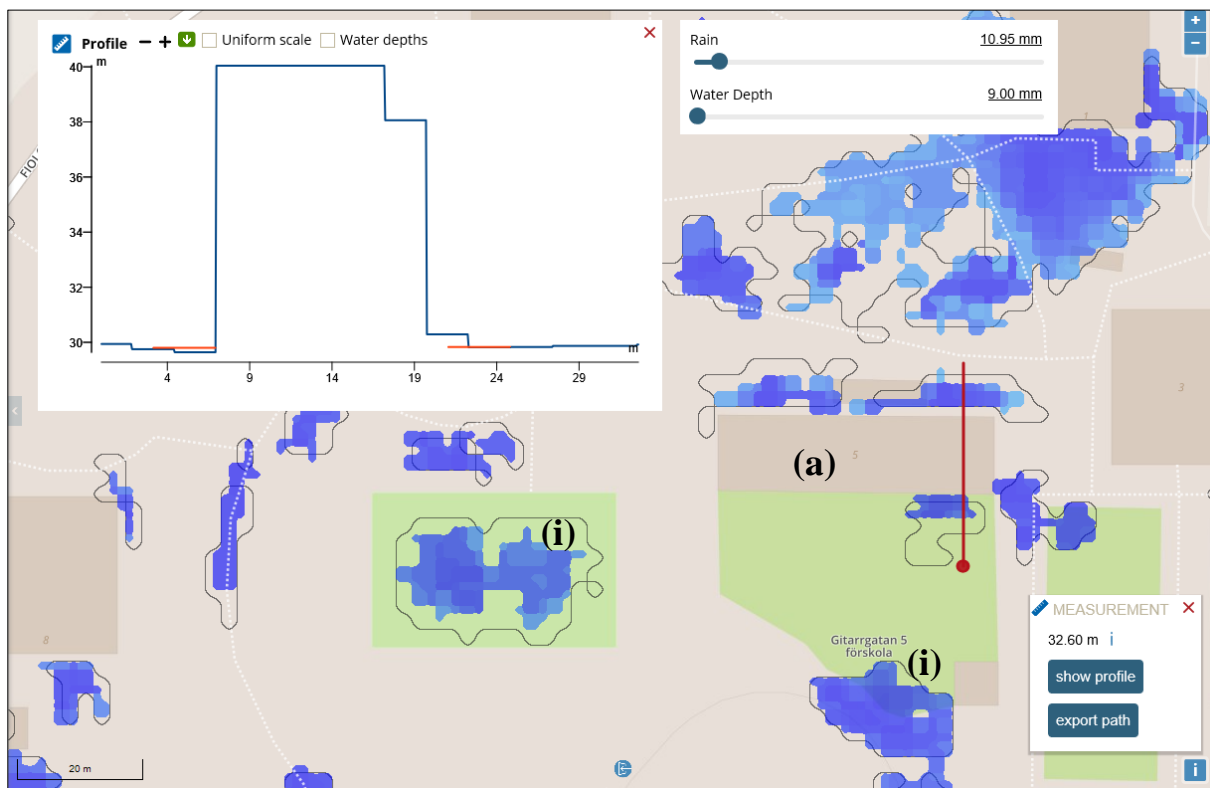 Profile − + Uniform scale Water depths ✕
m
40
38
36
34
32
30
4 9 14 19 24 29
m
Rain 10.95 mm
Water Depth 9.00 mm
+
−
1
3
5
(a)
(i)
8
Gitarrgatan 5
förskola
(i)
MEASUREMENT ✕
32.60 m i
show profile
export path
20 m
i